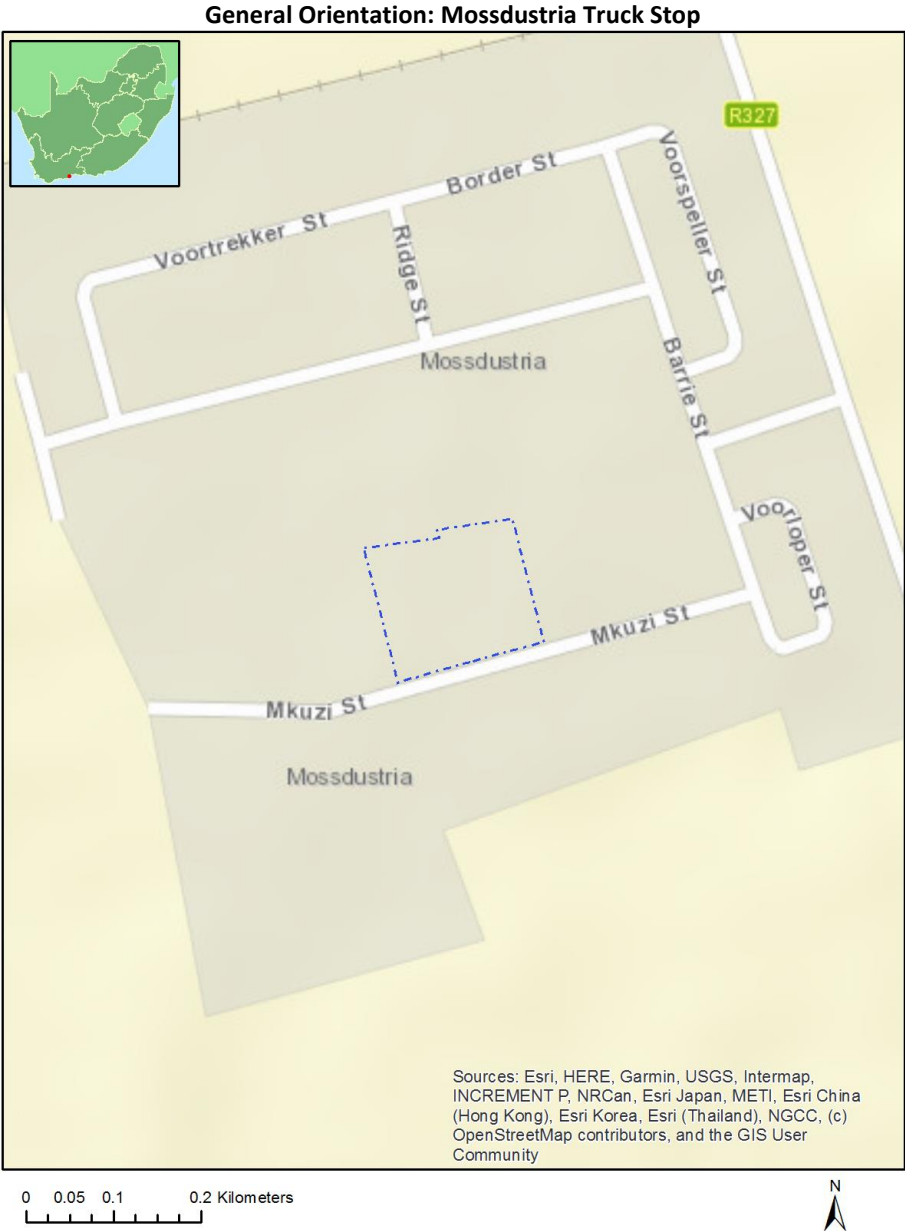 General Orientation: Mossdustria Truck Stop
R327
Voorspeller St
Border St
Voortrekker St
Ridge St
Mossdustria
Barrie St
Voorloper St
Mkuzi St
Mkuzi St
Mossdustria
Sources: Esri, HERE, Garmin, USGS, Intermap,
INCREMENT P, NRCan, Esri Japan, METI, Esri China
(Hong Kong), Esri Korea, Esri (Thailand), NGCC, (c)
OpenStreetMap contributors, and the GIS User
Community
0 0.05 0.1 0.2 Kilometers
N